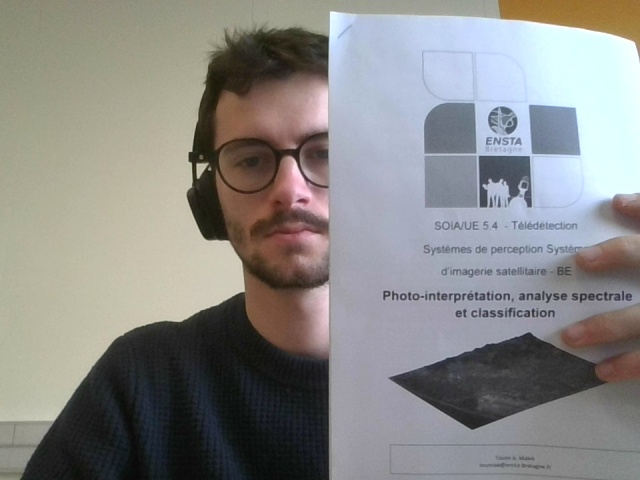 ENSTA
Bretagne
SOIA/UE 5.4 - Télédétection
Systèmes de perception Systèm
d'imagerie satellitaire - BE
Photo-interprétation, analyse spectrale
et classification